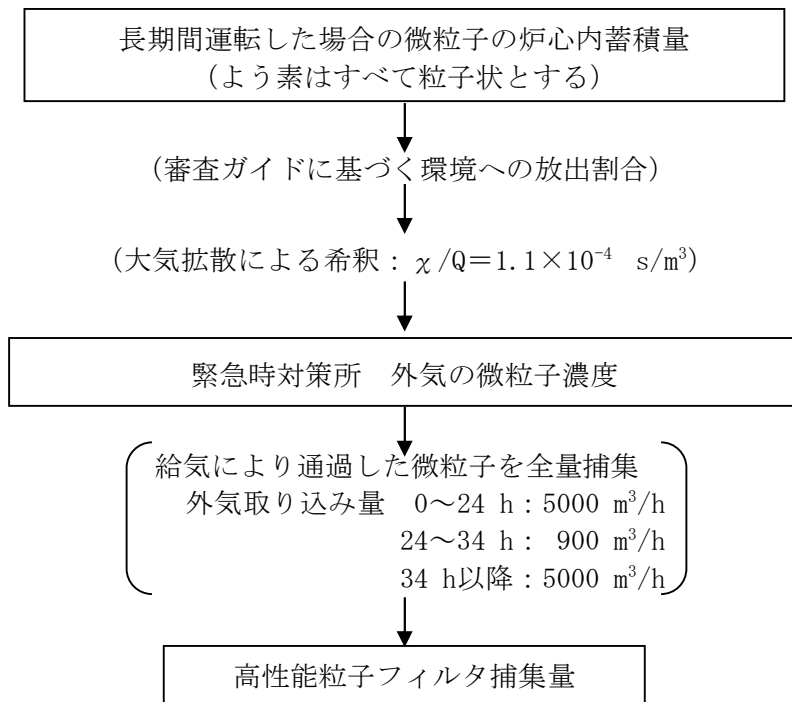 長期間運転した場合の微粒子の炉心内蓄積量
(よう素はすべて粒子状とする)
(審査ガイドに基づく環境への放出割合)
(大気拡散による希釈：χ/Q＝1.1×10⁻⁴ s/m³)
緊急時対策所 外気の微粒子濃度
給気により通過した微粒子を全量捕集
外気取り込み量 0～24 h：5000 m³/h
24～34 h： 900 m³/h
34 h以降：5000 m³/h
高性能粒子フィルタ捕集量